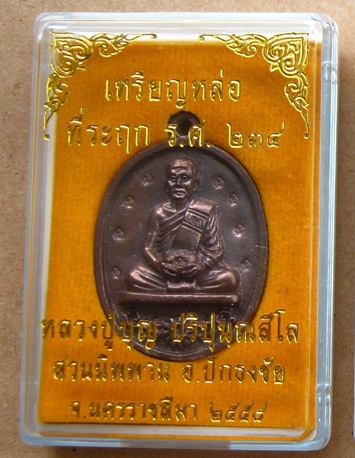 เหรียญหล่อ
ที่ระฤก ร.ศ. ๒๓๔
หลวงปู่บุญ ปริปุนฺณสีโล
สวนนิพพาน อ.ปักธงชัย
จ.นครราชสีมา ๒๕๕๘